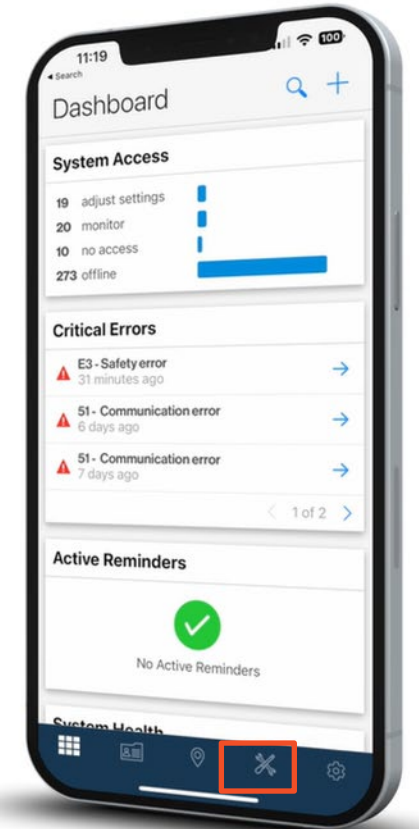 11:19
100
Search
Dashboard
System Access
19 adjust settings
20 monitor
10 no access
273 offline
Critical Errors
E3 - Safety error
31 minutes ago
51 - Communication error
6 days ago
51 - Communication error
7 days ago
1 of 2
Active Reminders
No Active Reminders
System Health